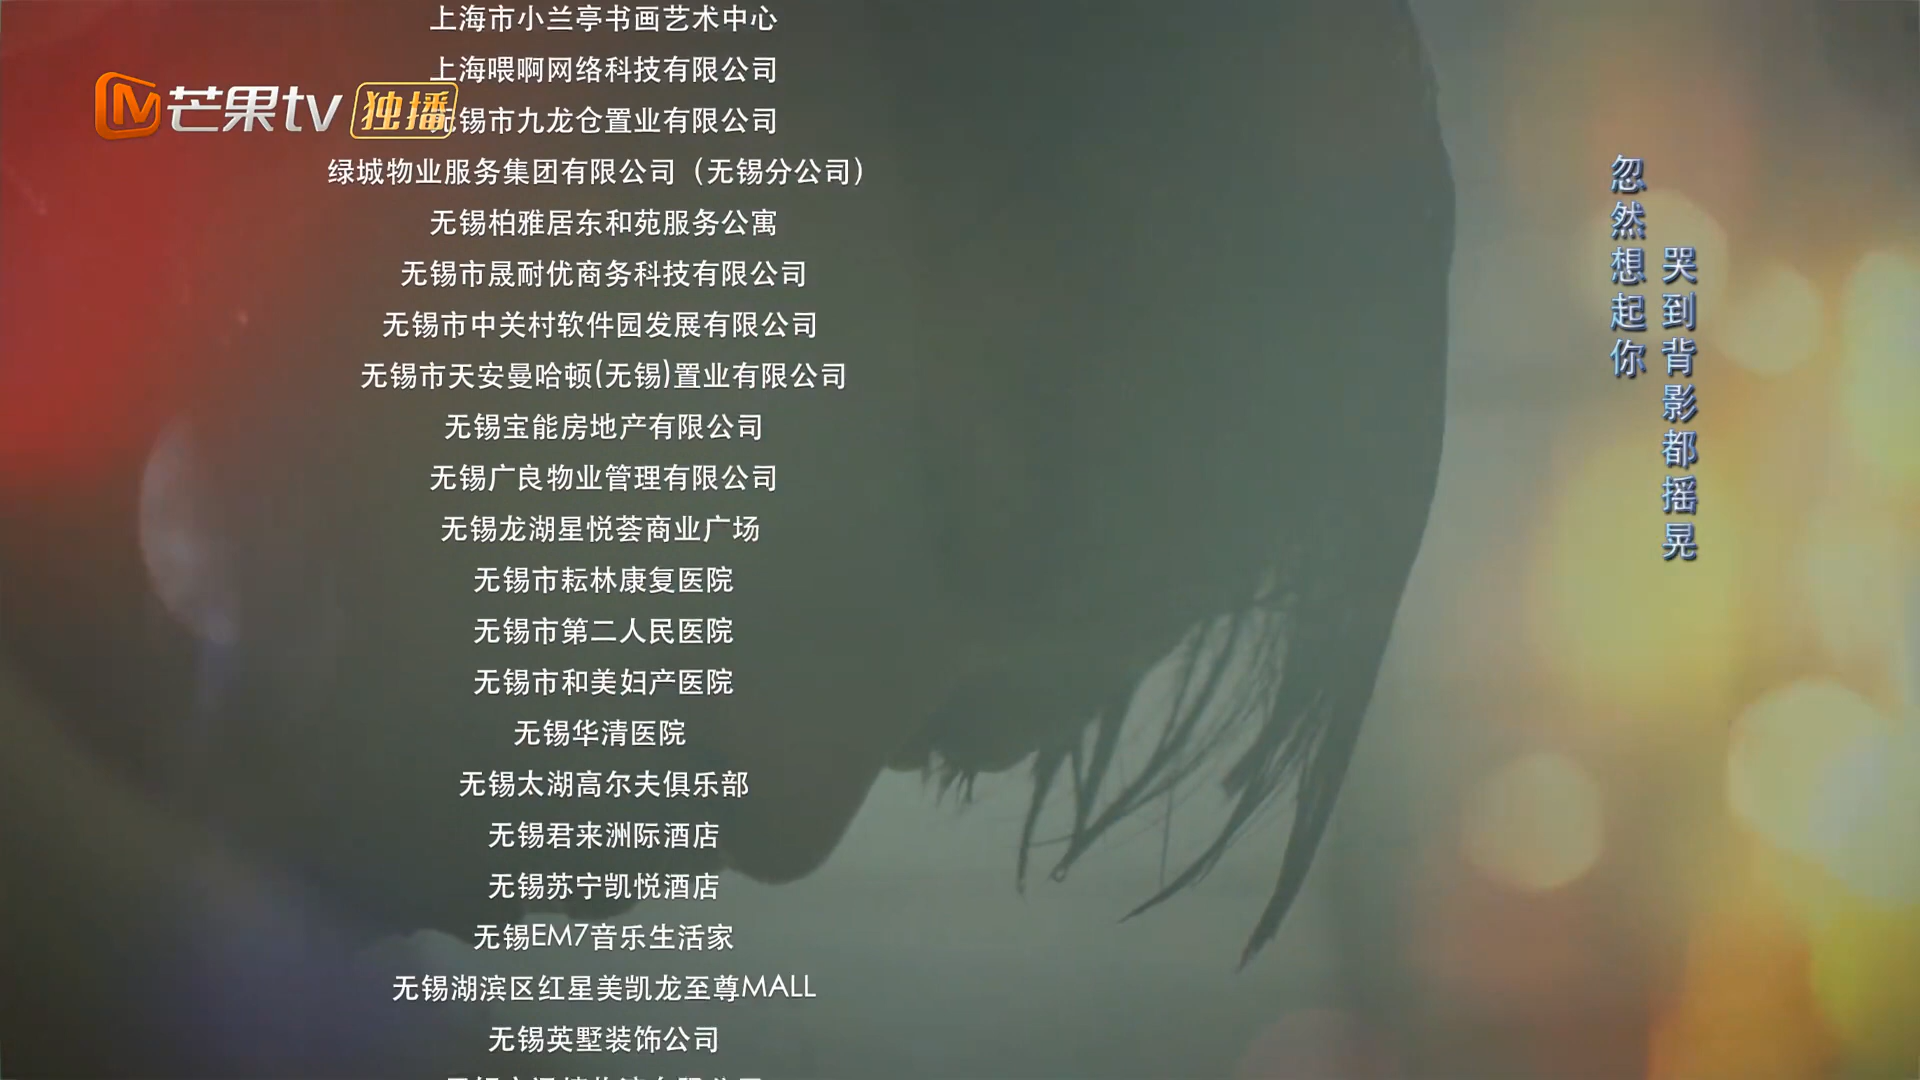 上海市小兰亭书画艺术中心
上海喂啊网络科技有限公司
芒果tv 独播
无锡市九龙仓置业有限公司
绿城物业服务集团有限公司（无锡分公司）
无锡柏雅居东和苑服务公寓
无锡市晟耐优商务科技有限公司
无锡市中关村软件园发展有限公司
无锡市天安曼哈顿(无锡)置业有限公司
无锡宝能房地产有限公司
无锡广良物业管理有限公司
无锡龙湖星悦荟商业广场
无锡市耘林康复医院
无锡市第二人民医院
无锡市和美妇产医院
无锡华清医院
无锡太湖高尔夫俱乐部
无锡君来洲际酒店
无锡苏宁凯悦酒店
无锡EM7音乐生活家
无锡湖滨区红星美凯龙至尊MALL
无锡英墅装饰公司
忽然想起你
哭到背影都摇晃